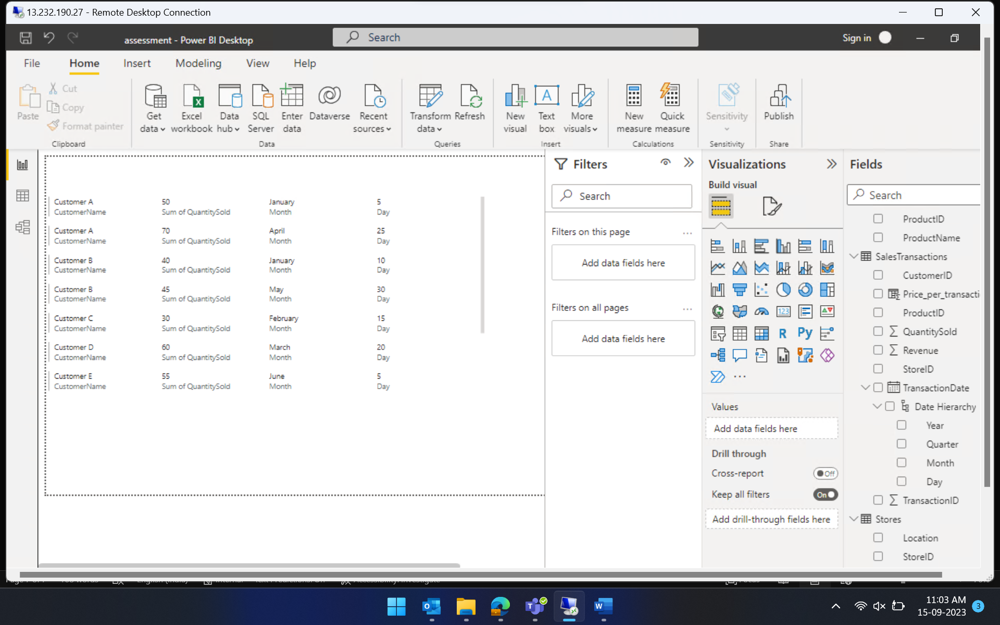 13.232.190.27 - Remote Desktop Connection
assessment - Power BI Desktop
Search
Sign in
File Home Insert Modeling View Help
Paste
Cut
Copy
Format painter
Clipboard
Get data
Excel workbook
Data hub
SQL Server
Enter data
Dataverse
Recent sources
Data
Transform data
Refresh
Queries
New visual
Text box
More visuals
Insert
New measure
Quick measure
Calculations
Sensitivity
Sensitivity
Publish
Share
Customer A 50 January 5
CustomerName Sum of QuantitySold Month Day
Customer A 70 April 25
CustomerName Sum of QuantitySold Month Day
Customer B 40 January 10
CustomerName Sum of QuantitySold Month Day
Customer B 45 May 30
CustomerName Sum of QuantitySold Month Day
Customer C 30 February 15
CustomerName Sum of QuantitySold Month Day
Customer D 60 March 20
CustomerName Sum of QuantitySold Month Day
Customer E 55 June 5
CustomerName Sum of QuantitySold Month Day
Filters
Search
Filters on this page ...
Add data fields here
Filters on all pages ...
Add data fields here
Visualizations
Build visual
123
R
Py
...
Values
Add data fields here
Drill through
Cross-report Off
Keep all filters On
Add drill-through fields here
Fields
Search
ProductID
ProductName
SalesTransactions
CustomerID
Price_per_transacti
ProductID
QuantitySold
Revenue
StoreID
TransactionDate
Date Hierarchy
Year
Quarter
Month
Day
TransactionID
Stores
Location
StoreID
11:03 AM
15-09-2023
3